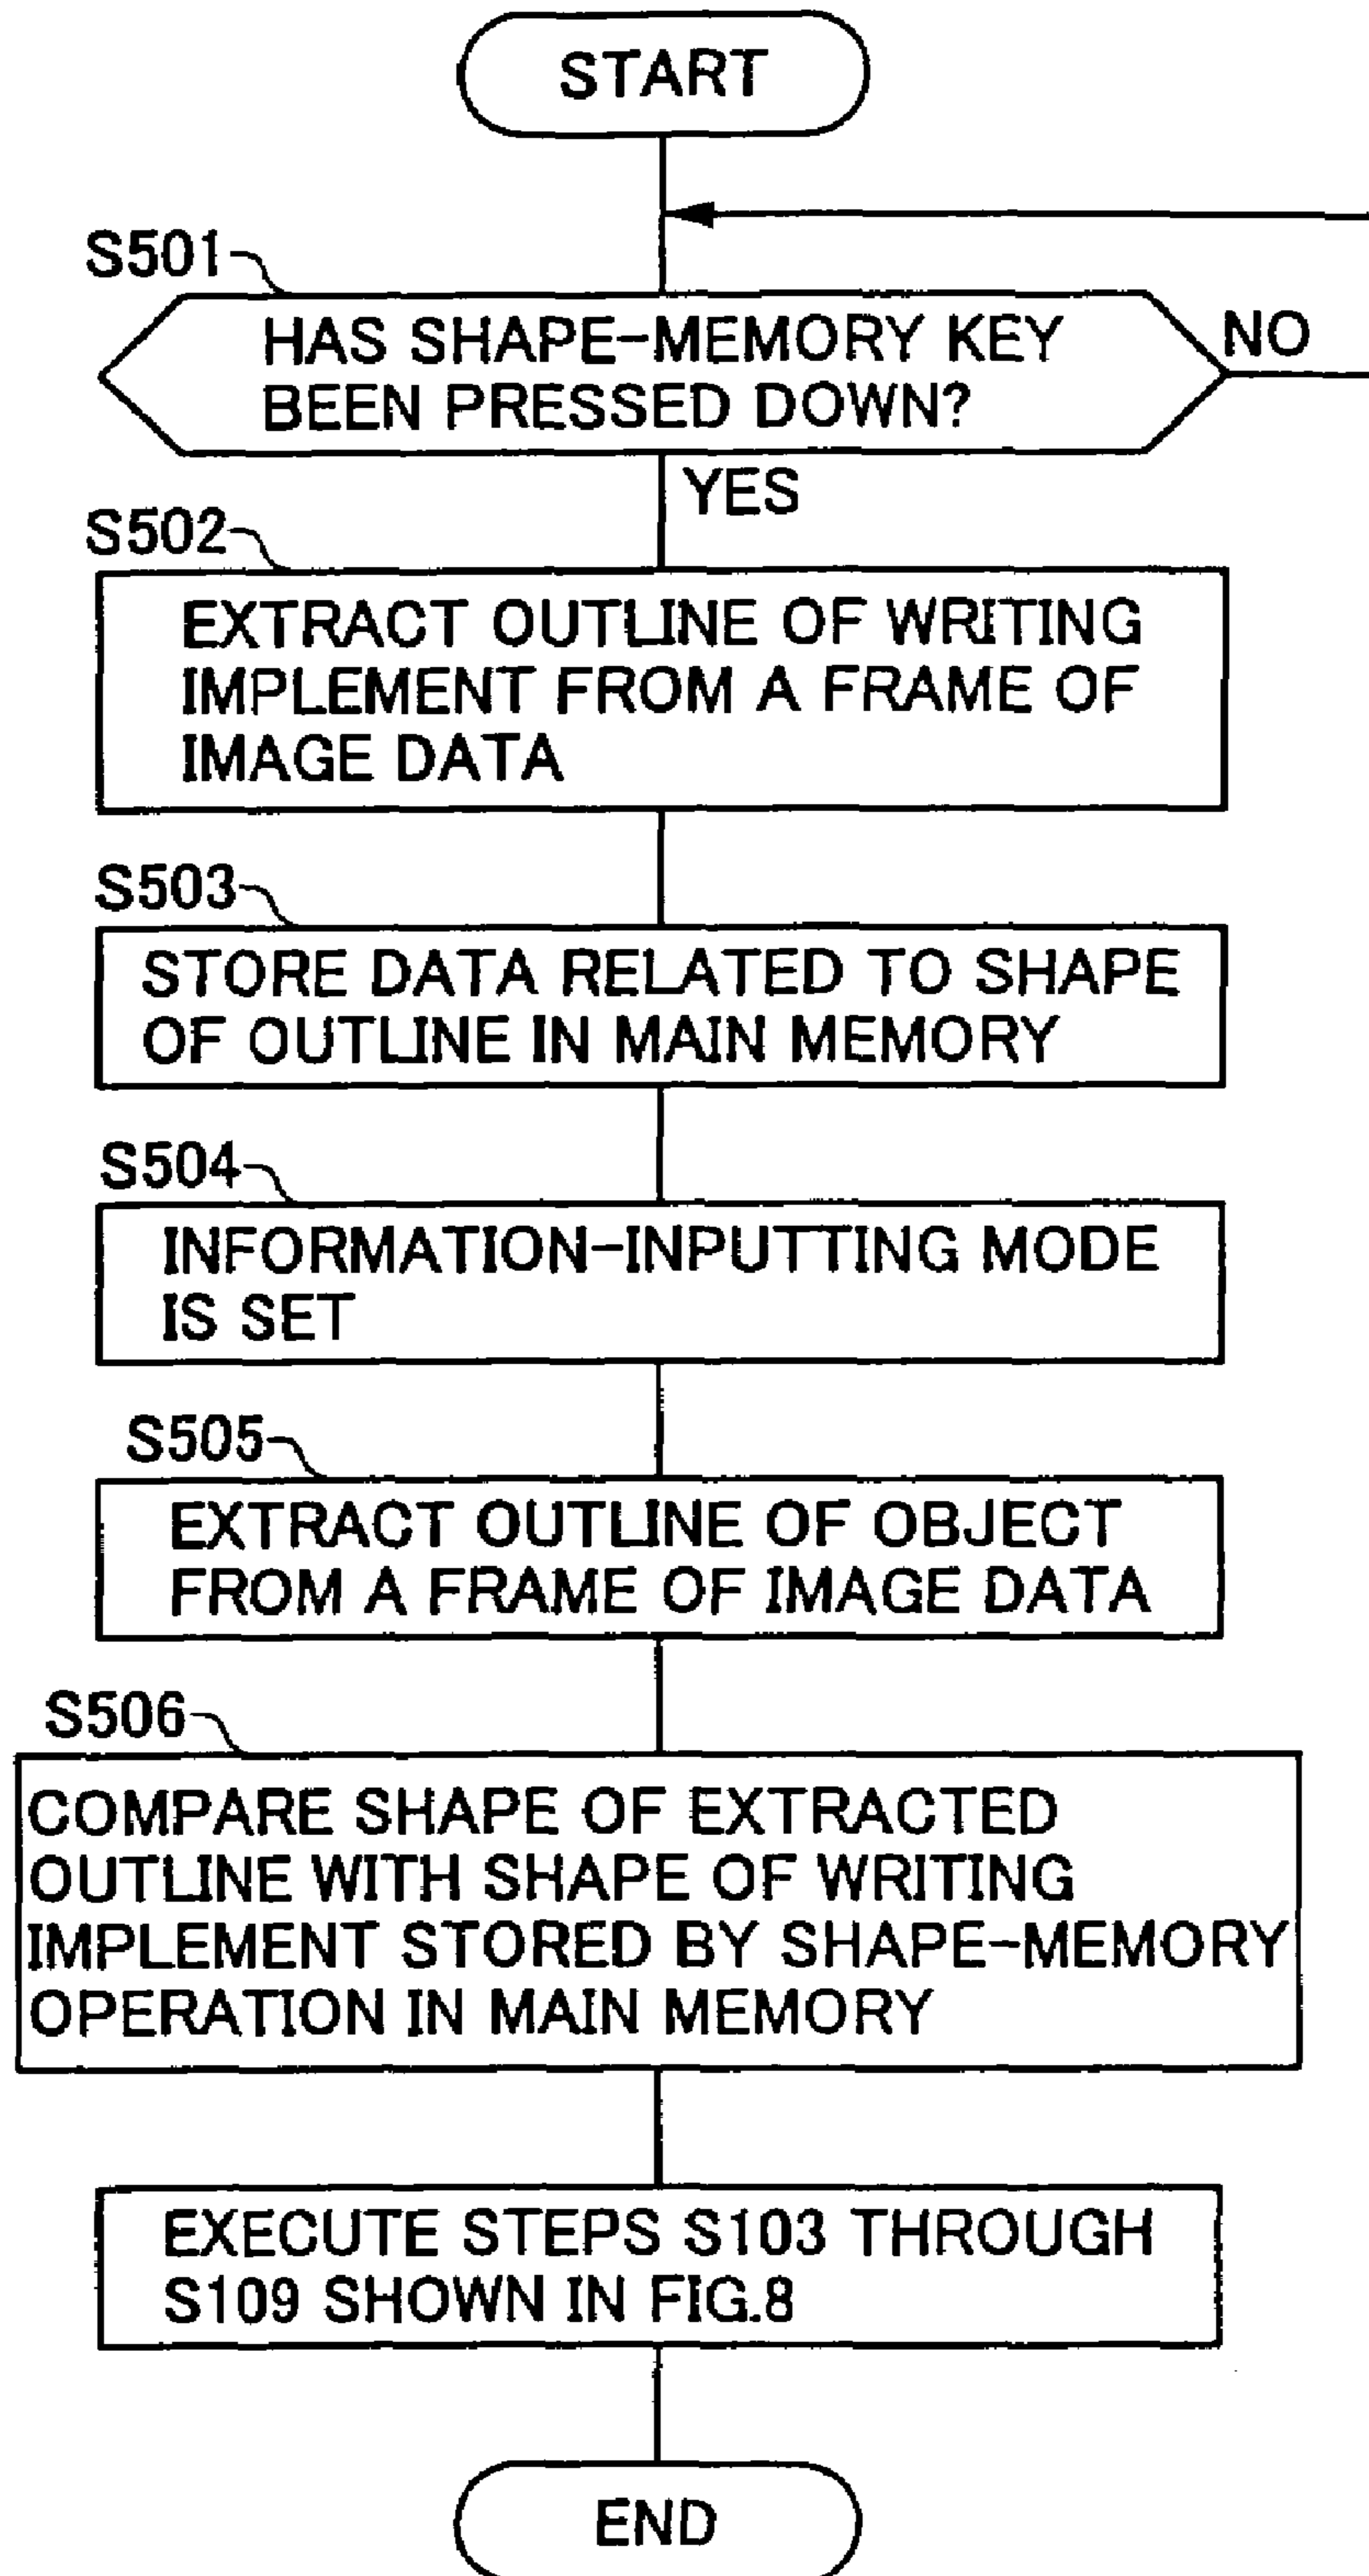 START
S501
HAS SHAPE-MEMORY KEY
BEEN PRESSED DOWN?
NO
YES
S502
EXTRACT OUTLINE OF WRITING
IMPLEMENT FROM A FRAME OF
IMAGE DATA
S503
STORE DATA RELATED TO SHAPE
OF OUTLINE IN MAIN MEMORY
S504
INFORMATION-INPUTTING MODE
IS SET
S505
EXTRACT OUTLINE OF OBJECT
FROM A FRAME OF IMAGE DATA
S506
COMPARE SHAPE OF EXTRACTED
OUTLINE WITH SHAPE OF WRITING
IMPLEMENT STORED BY SHAPE-MEMORY
OPERATION IN MAIN MEMORY
EXECUTE STEPS S103 THROUGH
S109 SHOWN IN FIG.8
END